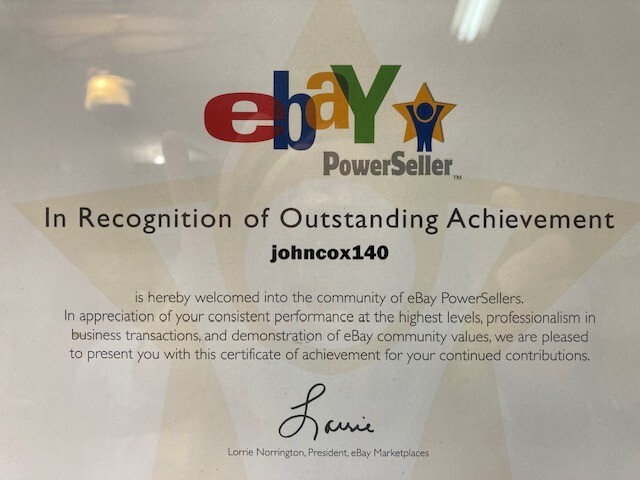 ebaY
PowerSeller™
In Recognition of Outstanding Achievement
johncox140
is hereby welcomed into the community of eBay PowerSellers.
In appreciation of your consistent performance at the highest levels, professionalism in
business transactions, and demonstration of eBay community values, we are pleased
to present you with this certificate of achievement for your continued contributions.
Lorrie
Lorrie Norrington, President, eBay Marketplaces